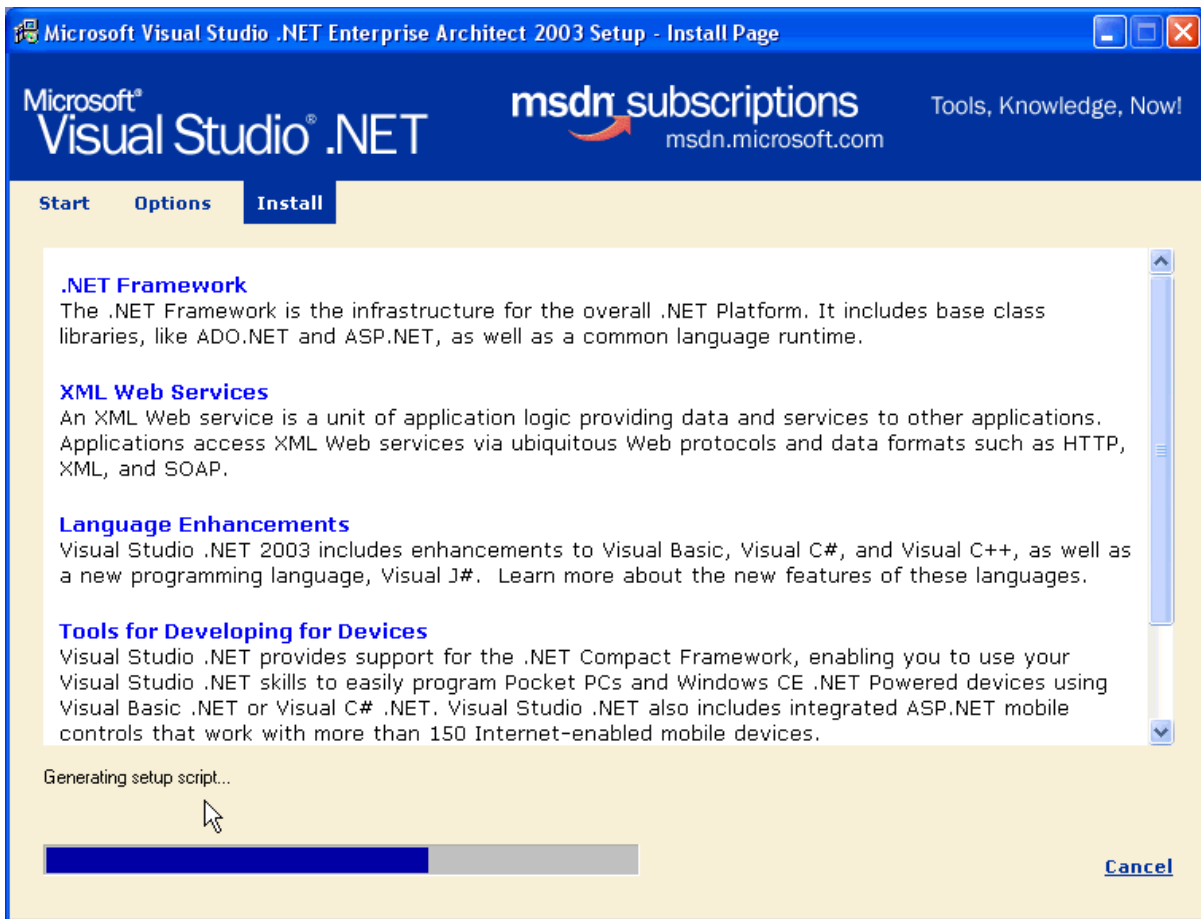 Microsoft Visual Studio .NET Enterprise Architect 2003 Setup - Install Page
Microsoft®
Visual Studio® .NET
msdn subscriptions
msdn.microsoft.com
Tools, Knowledge, Now!
Start Options Install
.NET Framework
The .NET Framework is the infrastructure for the overall .NET Platform. It includes base class
libraries, like ADO.NET and ASP.NET, as well as a common language runtime.
XML Web Services
An XML Web service is a unit of application logic providing data and services to other applications.
Applications access XML Web services via ubiquitous Web protocols and data formats such as HTTP,
XML, and SOAP.
Language Enhancements
Visual Studio .NET 2003 includes enhancements to Visual Basic, Visual C#, and Visual C++, as well as
a new programming language, Visual J#.  Learn more about the new features of these languages.
Tools for Developing for Devices
Visual Studio .NET provides support for the .NET Compact Framework, enabling you to use your
Visual Studio .NET skills to easily program Pocket PCs and Windows CE .NET Powered devices using
Visual Basic .NET or Visual C# .NET. Visual Studio .NET also includes integrated ASP.NET mobile
controls that work with more than 150 Internet-enabled mobile devices.
Generating setup script...
Cancel